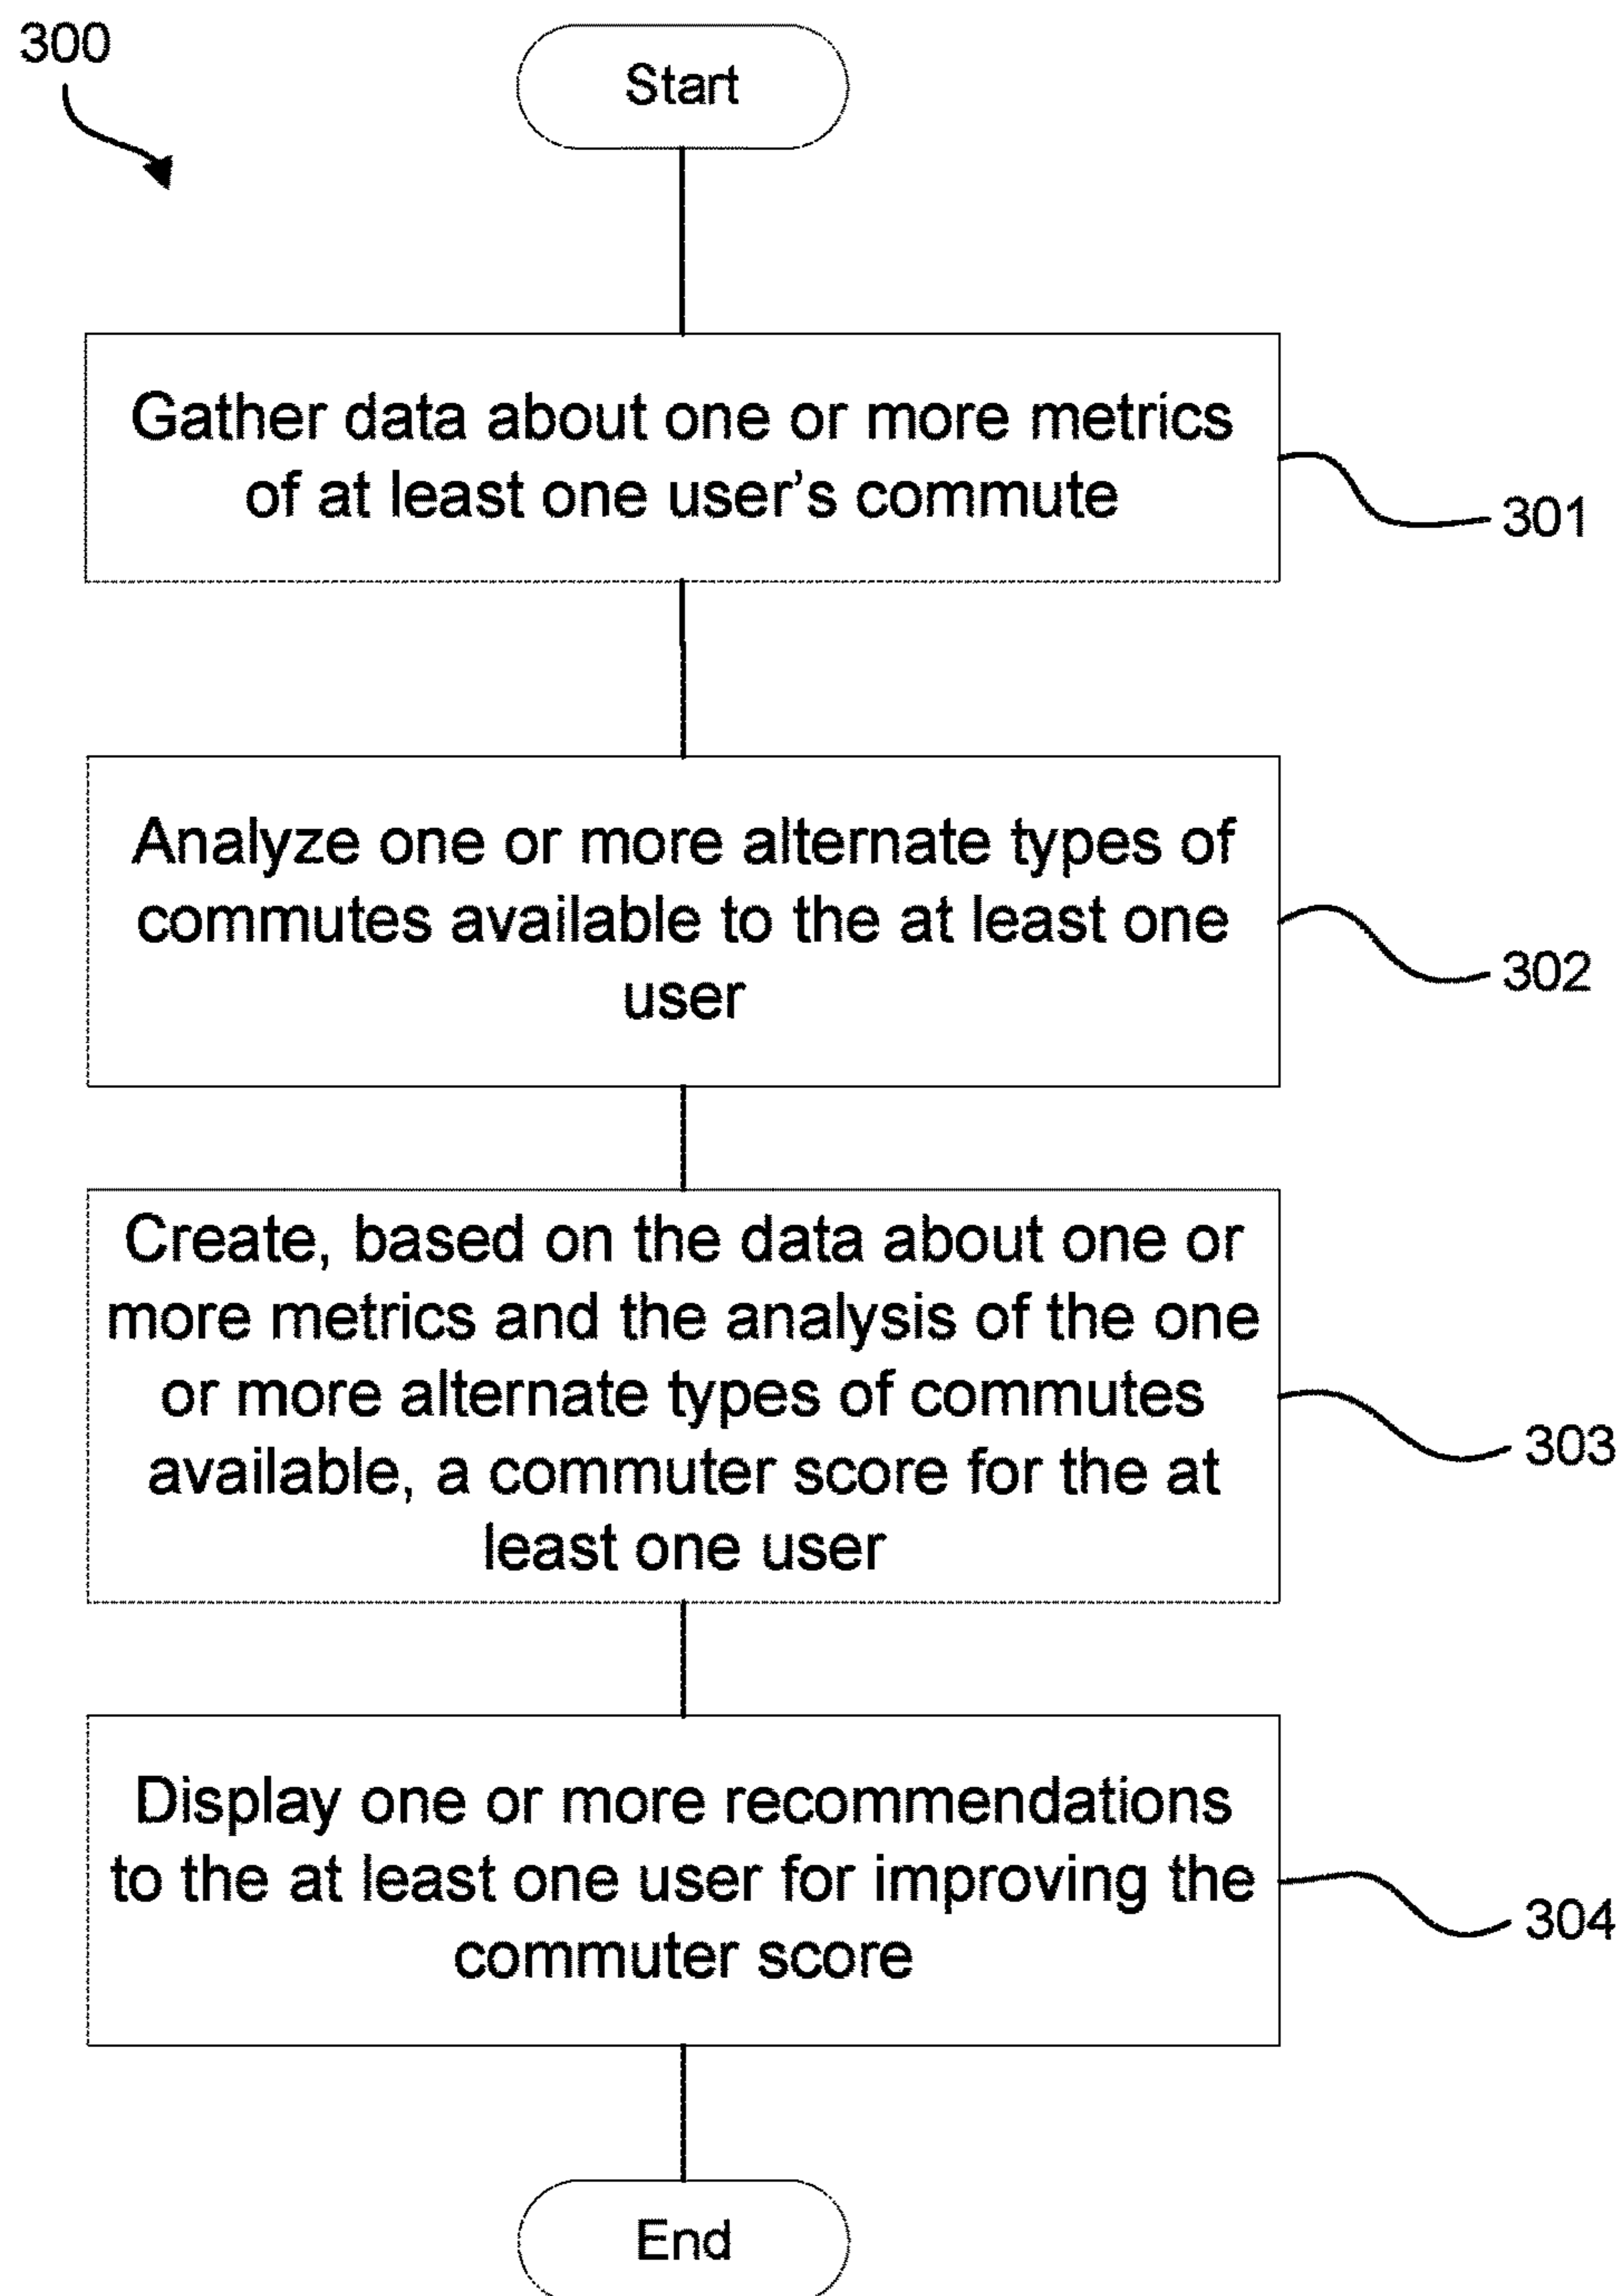 300
Start
Gather data about one or more metrics
of at least one user’s commute
301
Analyze one or more alternate types of
commutes available to the at least one
user
302
Create, based on the data about one or
more metrics and the analysis of the one
or more alternate types of commutes
available, a commuter score for the at
least one user
303
Display one or more recommendations
to the at least one user for improving the
commuter score
304
End